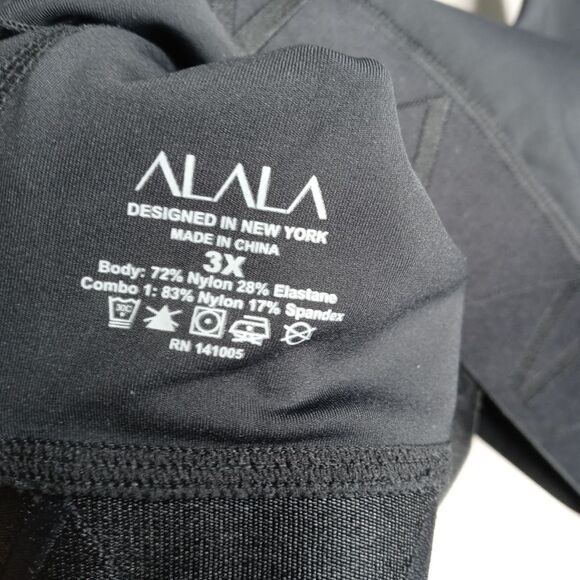 ALALA
DESIGNED IN NEW YORK
MADE IN CHINA
3X
Body: 72% Nylon 28% Elastane
Combo 1: 83% Nylon 17% Spandex
30C
RN 141005